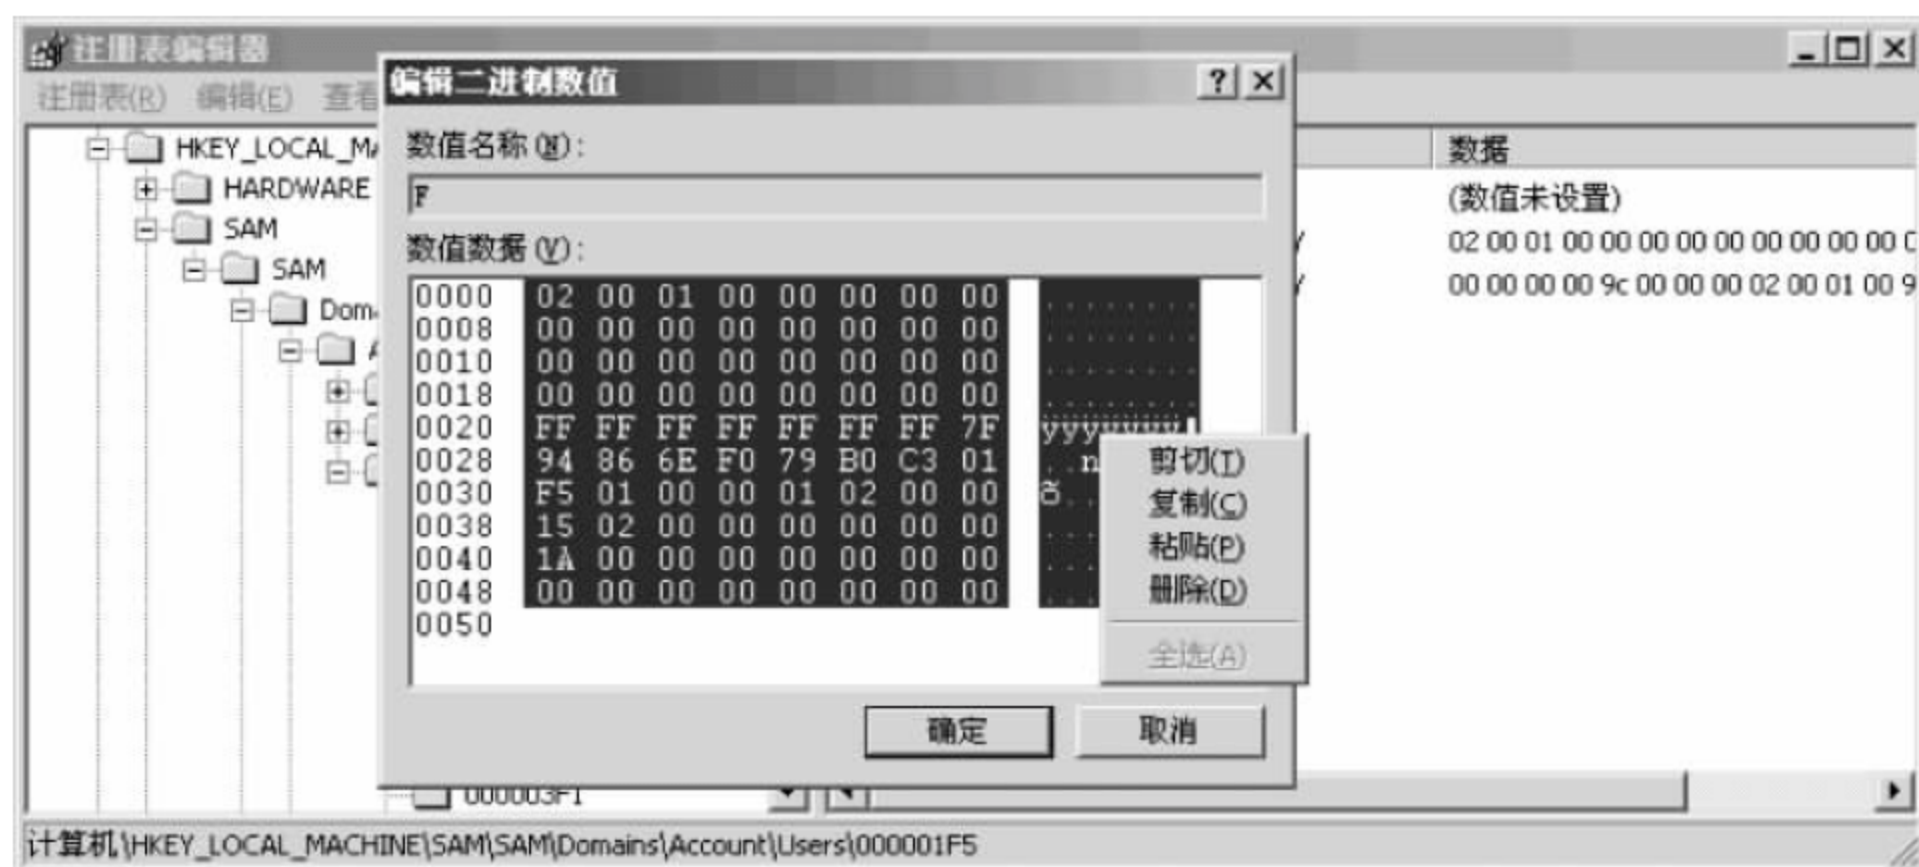 注册表编辑器
注册表(R) 编辑(E) 查看
编辑二进制数值
数值名称(N):
F
数值数据(V):
0000 02 00 01 00 00 00 00 00 ........
0008 00 00 00 00 00 00 00 00 ........
0010 00 00 00 00 00 00 00 00 ........
0018 00 00 00 00 00 00 00 00 ........
0020 FF FF FF FF FF FF FF 7F ÿÿÿÿÿÿÿ
0028 94 86 6E F0 79 B0 C3 01 ..n
0030 F5 01 00 00 01 02 00 00 õ..
0038 15 02 00 00 00 00 00 00 ...
0040 1A 00 00 00 00 00 00 00 ...
0048 00 00 00 00 00 00 00 00 ...
0050
剪切(T)
复制(C)
粘贴(P)
删除(D)
全选(A)
确定 取消
HKEY_LOCAL_MA
HARDWARE
SAM
SAM
Dom
000003F1
数据
(数值未设置)
02 00 01 00 00 00 00 00 00 00 00 00
00 00 00 00 9c 00 00 00 02 00 01 00 9
计算机\HKEY_LOCAL_MACHINE\SAM\SAM\Domains\Account\Users\000001F5